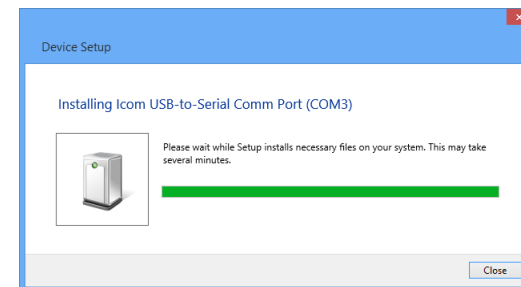 Device Setup
Installing Icom USB-to-Serial Comm Port (COM3)
Please wait while Setup installs necessary files on your system. This may take
several minutes.
Close